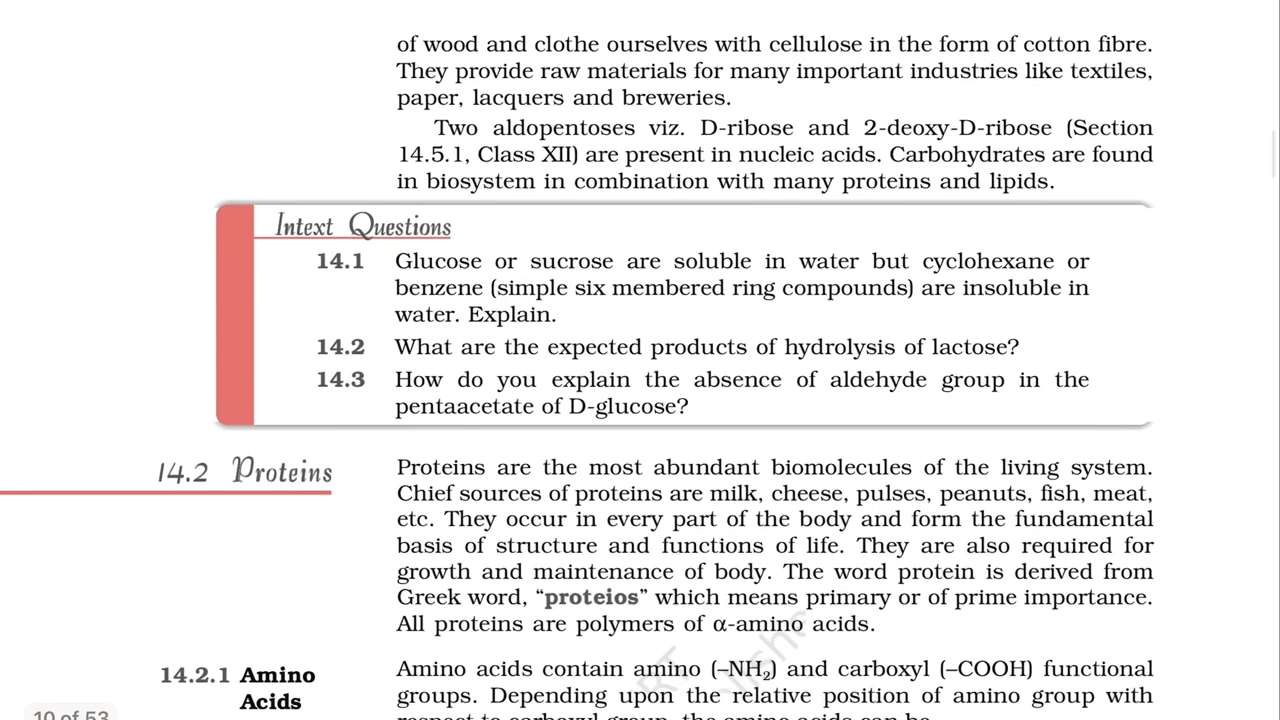 of wood and clothe ourselves with cellulose in the form of cotton fibre.
They provide raw materials for many important industries like textiles,
paper, lacquers and breweries.
Two aldopentoses viz. D-ribose and 2-deoxy-D-ribose (Section
14.5.1, Class XII) are present in nucleic acids. Carbohydrates are found
in biosystem in combination with many proteins and lipids.
Intext Questions
14.1 Glucose or sucrose are soluble in water but cyclohexane or
benzene (simple six membered ring compounds) are insoluble in
water. Explain.
14.2 What are the expected products of hydrolysis of lactose?
14.3 How do you explain the absence of aldehyde group in the
pentaacetate of D-glucose?
14.2 Proteins
Proteins are the most abundant biomolecules of the living system.
Chief sources of proteins are milk, cheese, pulses, peanuts, fish, meat,
etc. They occur in every part of the body and form the fundamental
basis of structure and functions of life. They are also required for
growth and maintenance of body. The word protein is derived from
Greek word, “proteios” which means primary or of prime importance.
All proteins are polymers of α-amino acids.
14.2.1 Amino
Acids
Amino acids contain amino (–NH₂) and carboxyl (–COOH) functional
groups. Depending upon the relative position of amino group with
respect to carboxyl group, the amino acids can be
10 of 53